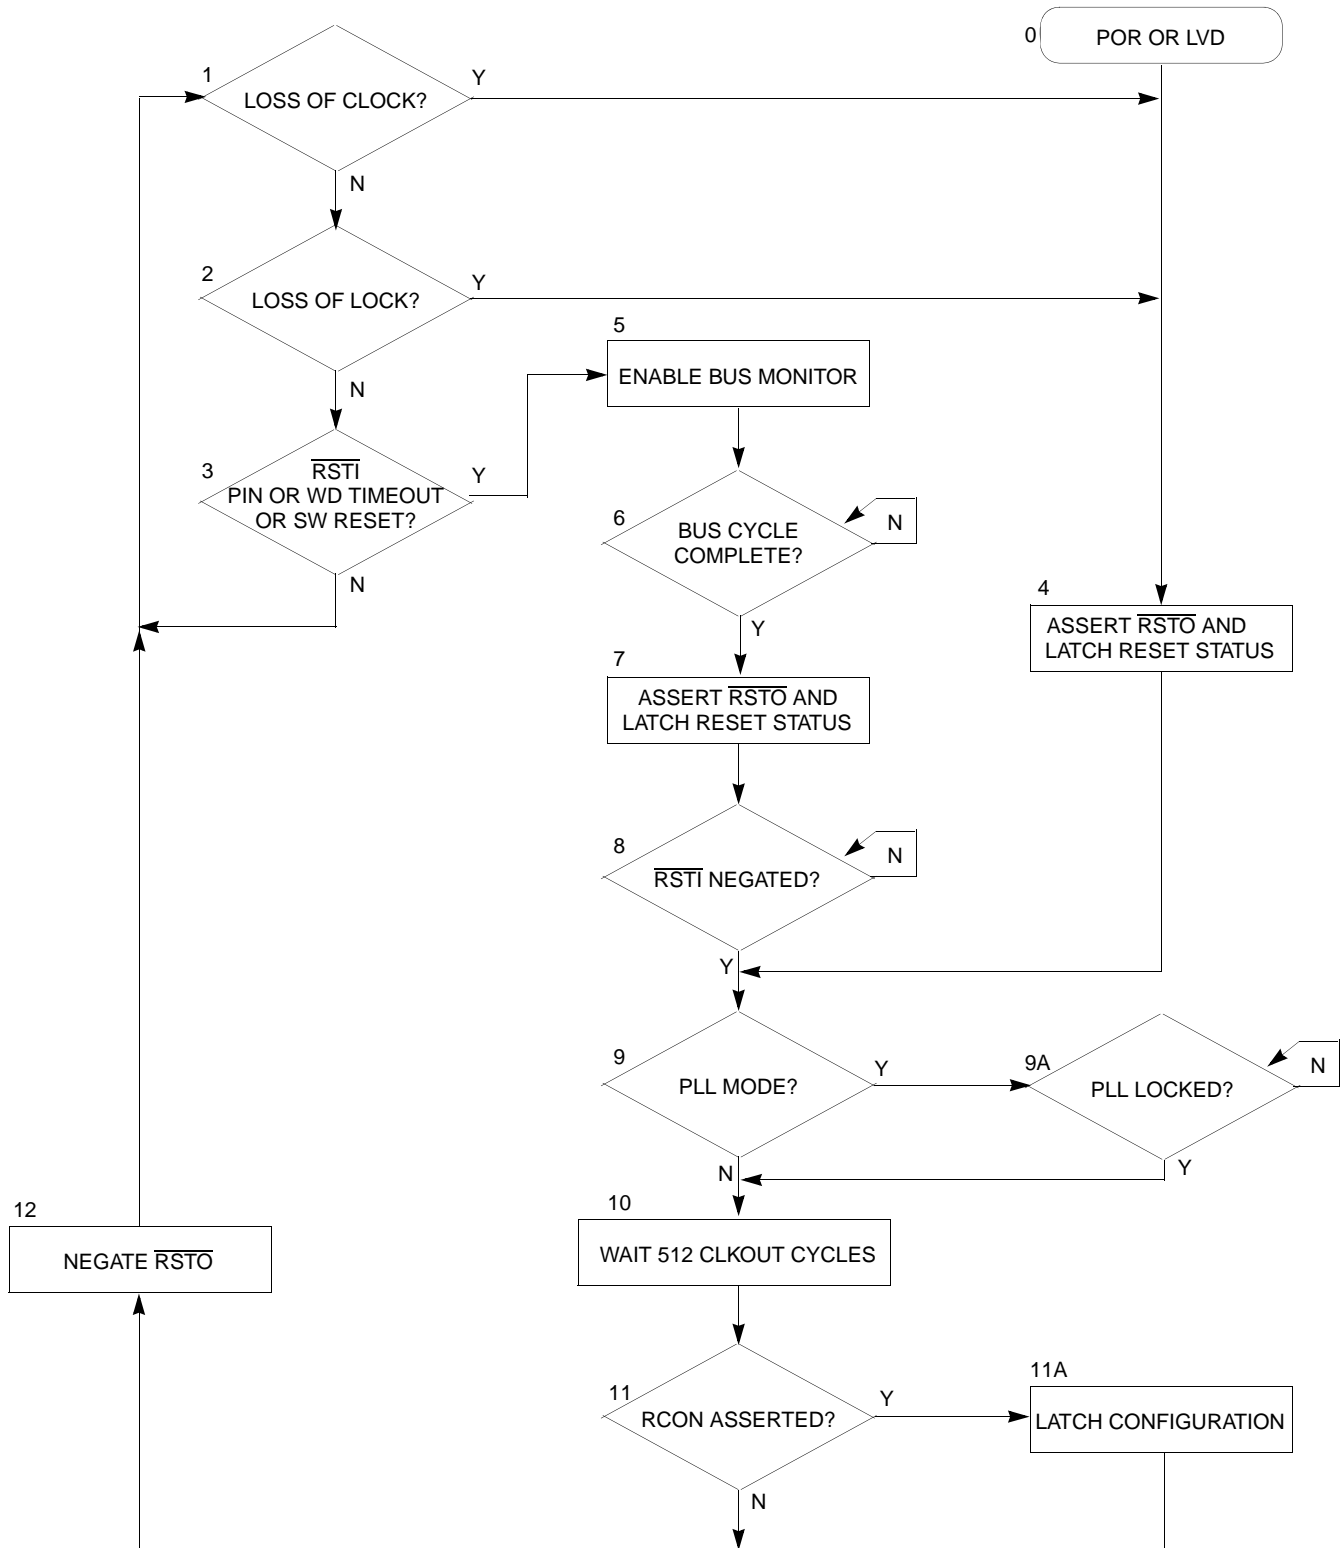 0
POR OR LVD
1
LOSS OF CLOCK?
Y
N
2
LOSS OF LOCK?
Y
N
3
RSTI
PIN OR WD TIMEOUT
OR SW RESET?
Y
N
5
ENABLE BUS MONITOR
6
BUS CYCLE
COMPLETE?
N
Y
4
ASSERT RSTO AND
LATCH RESET STATUS
7
ASSERT RSTO AND
LATCH RESET STATUS
8
RSTI NEGATED?
N
Y
9
PLL MODE?
Y
N
9A
PLL LOCKED?
N
Y
10
WAIT 512 CLKOUT CYCLES
12
NEGATE RSTO
11
RCON ASSERTED?
Y
N
11A
LATCH CONFIGURATION